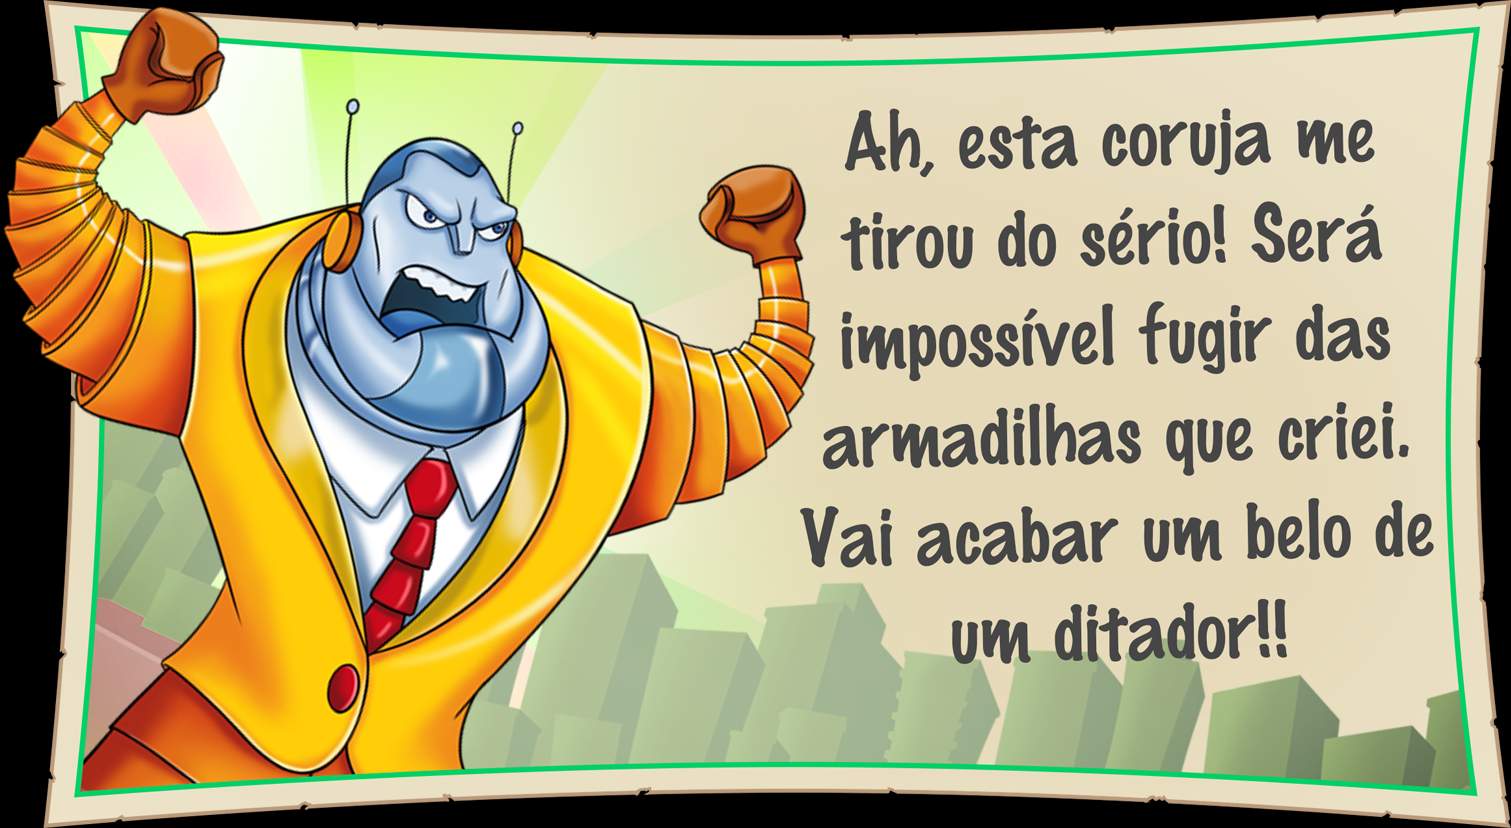 Ah, esta coruja me
tirou do sério! Será
impossível fugir das
armadilhas que criei.
Vai acabar um belo de
um ditador!!